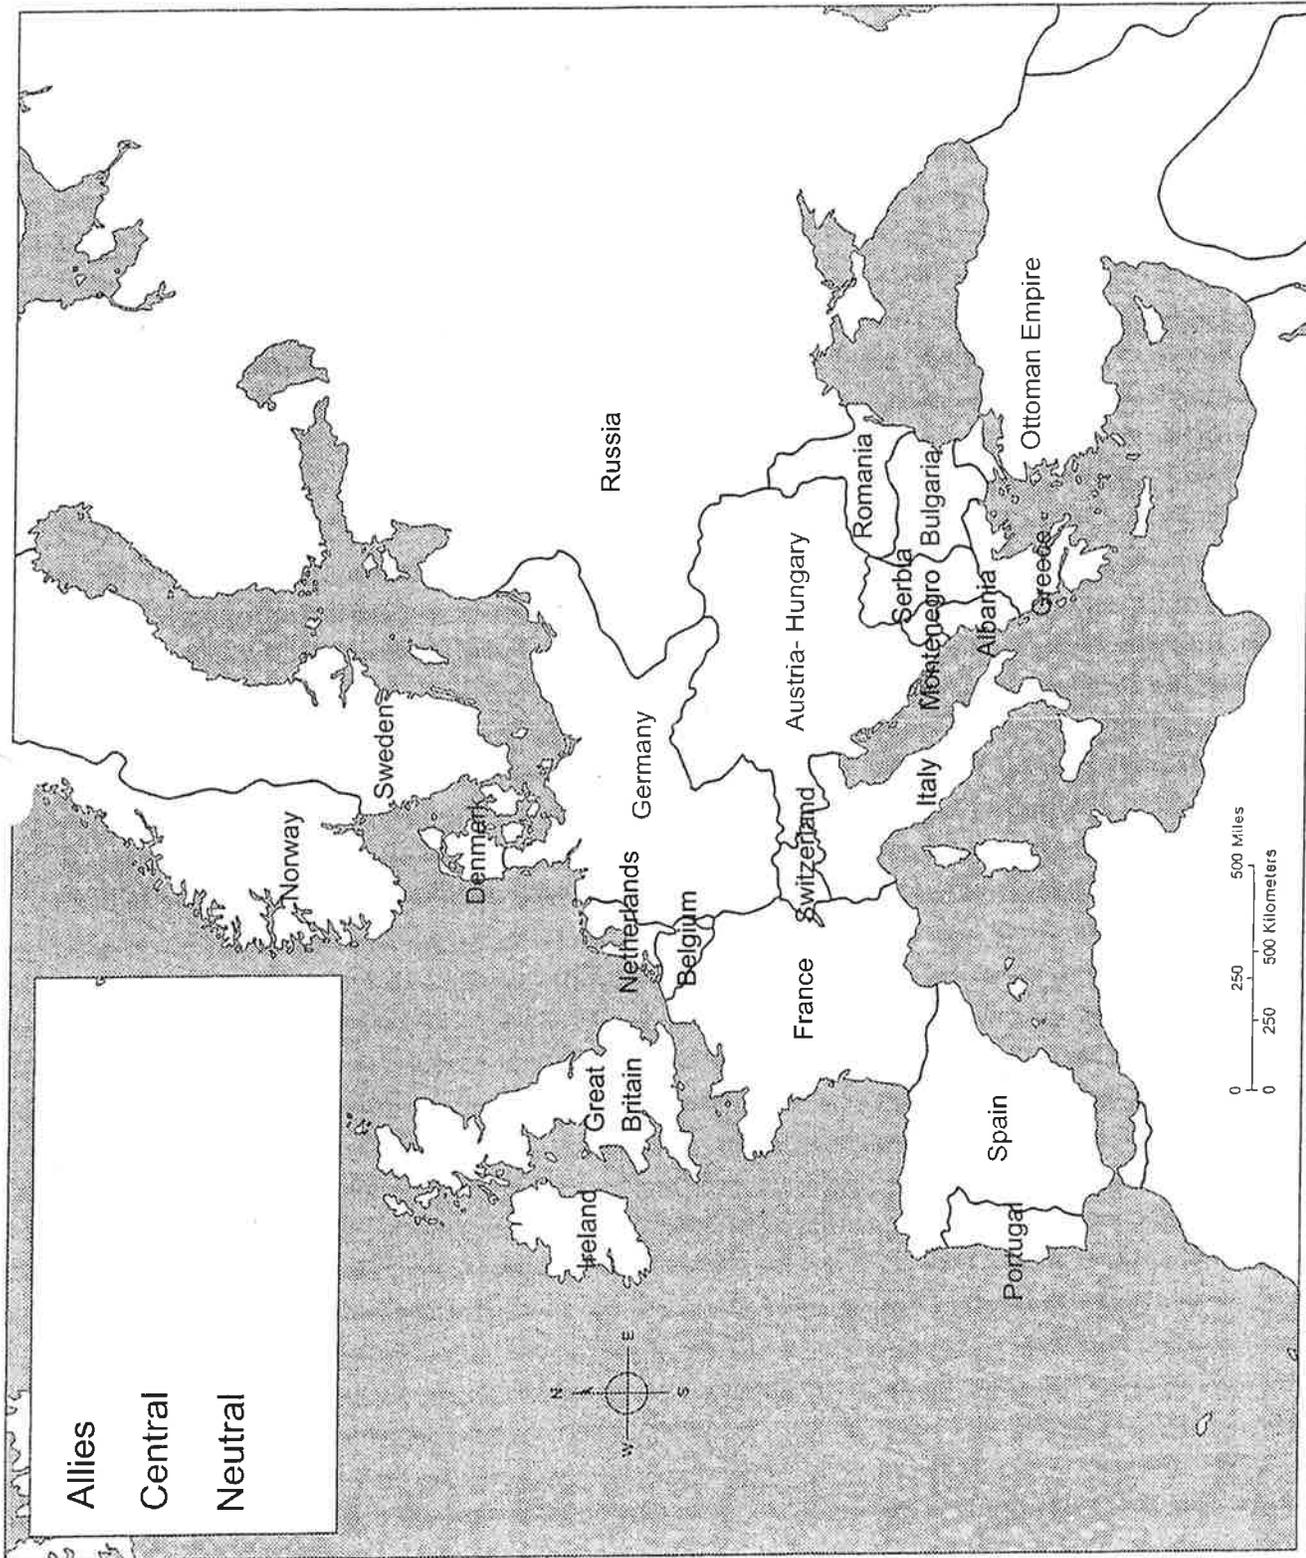 Allies
Central
Neutral
Norway
Sweden
Denmark
Russia
Ireland
Great
Britain
Netherlands
Belgium
Germany
France
Switzerland
Austria- Hungary
Romania
Serbia
Montenegro
Bulgaria
Italy
Albania
Greece
Ottoman Empire
Spain
Portugal
N
W
E
S
0 250 500 Miles
0 250 500 Kilometers